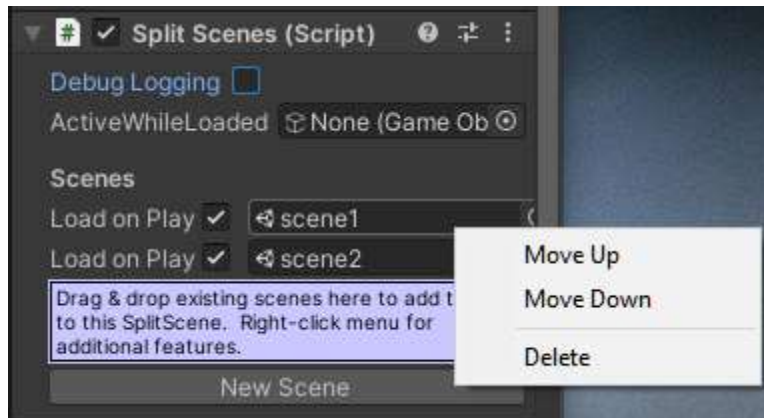 Split Scenes (Script)
Debug Logging
ActiveWhileLoaded None (Game Ob
Scenes
Load on Play scene1
Load on Play scene2
Drag & drop existing scenes here to add t
to this SplitScene. Right-click menu for
additional features.
New Scene
Move Up
Move Down
Delete